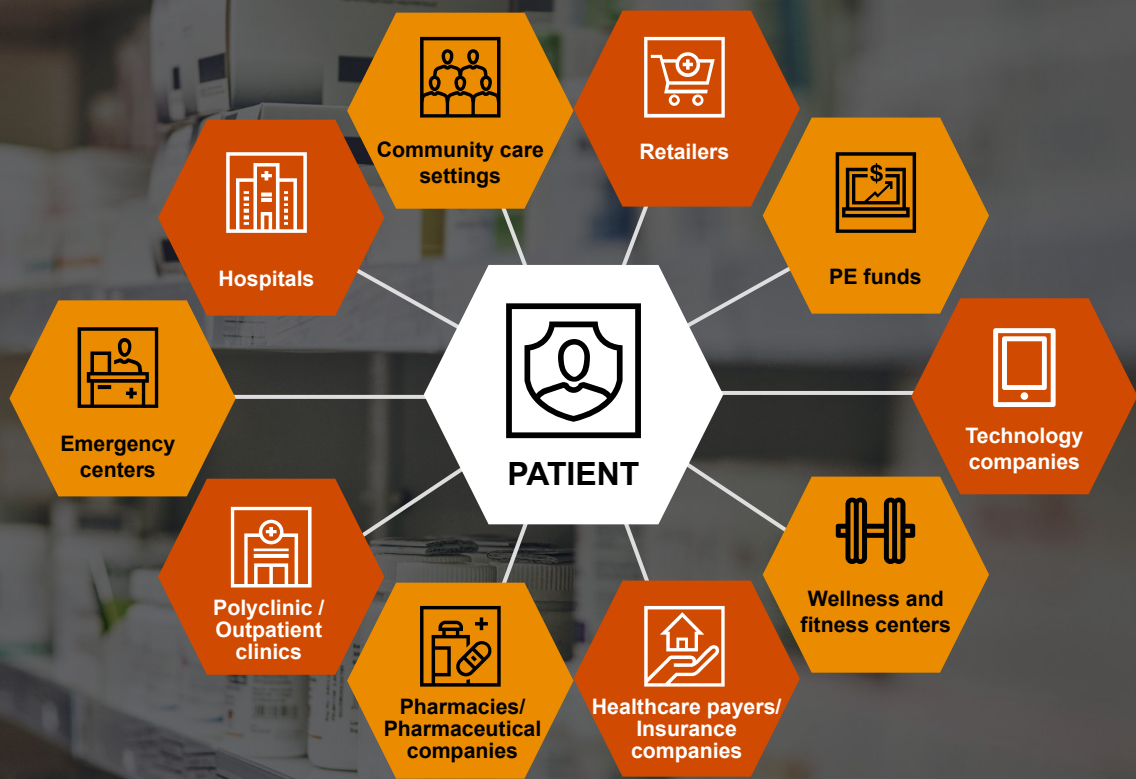 Community care
settings
Retailers
Hospitals
$
PE funds
Emergency
centers
PATIENT
Technology
companies
Polyclinic /
Outpatient
clinics
Wellness and
fitness centers
Pharmacies/
Pharmaceutical
companies
Healthcare payers/
Insurance
companies